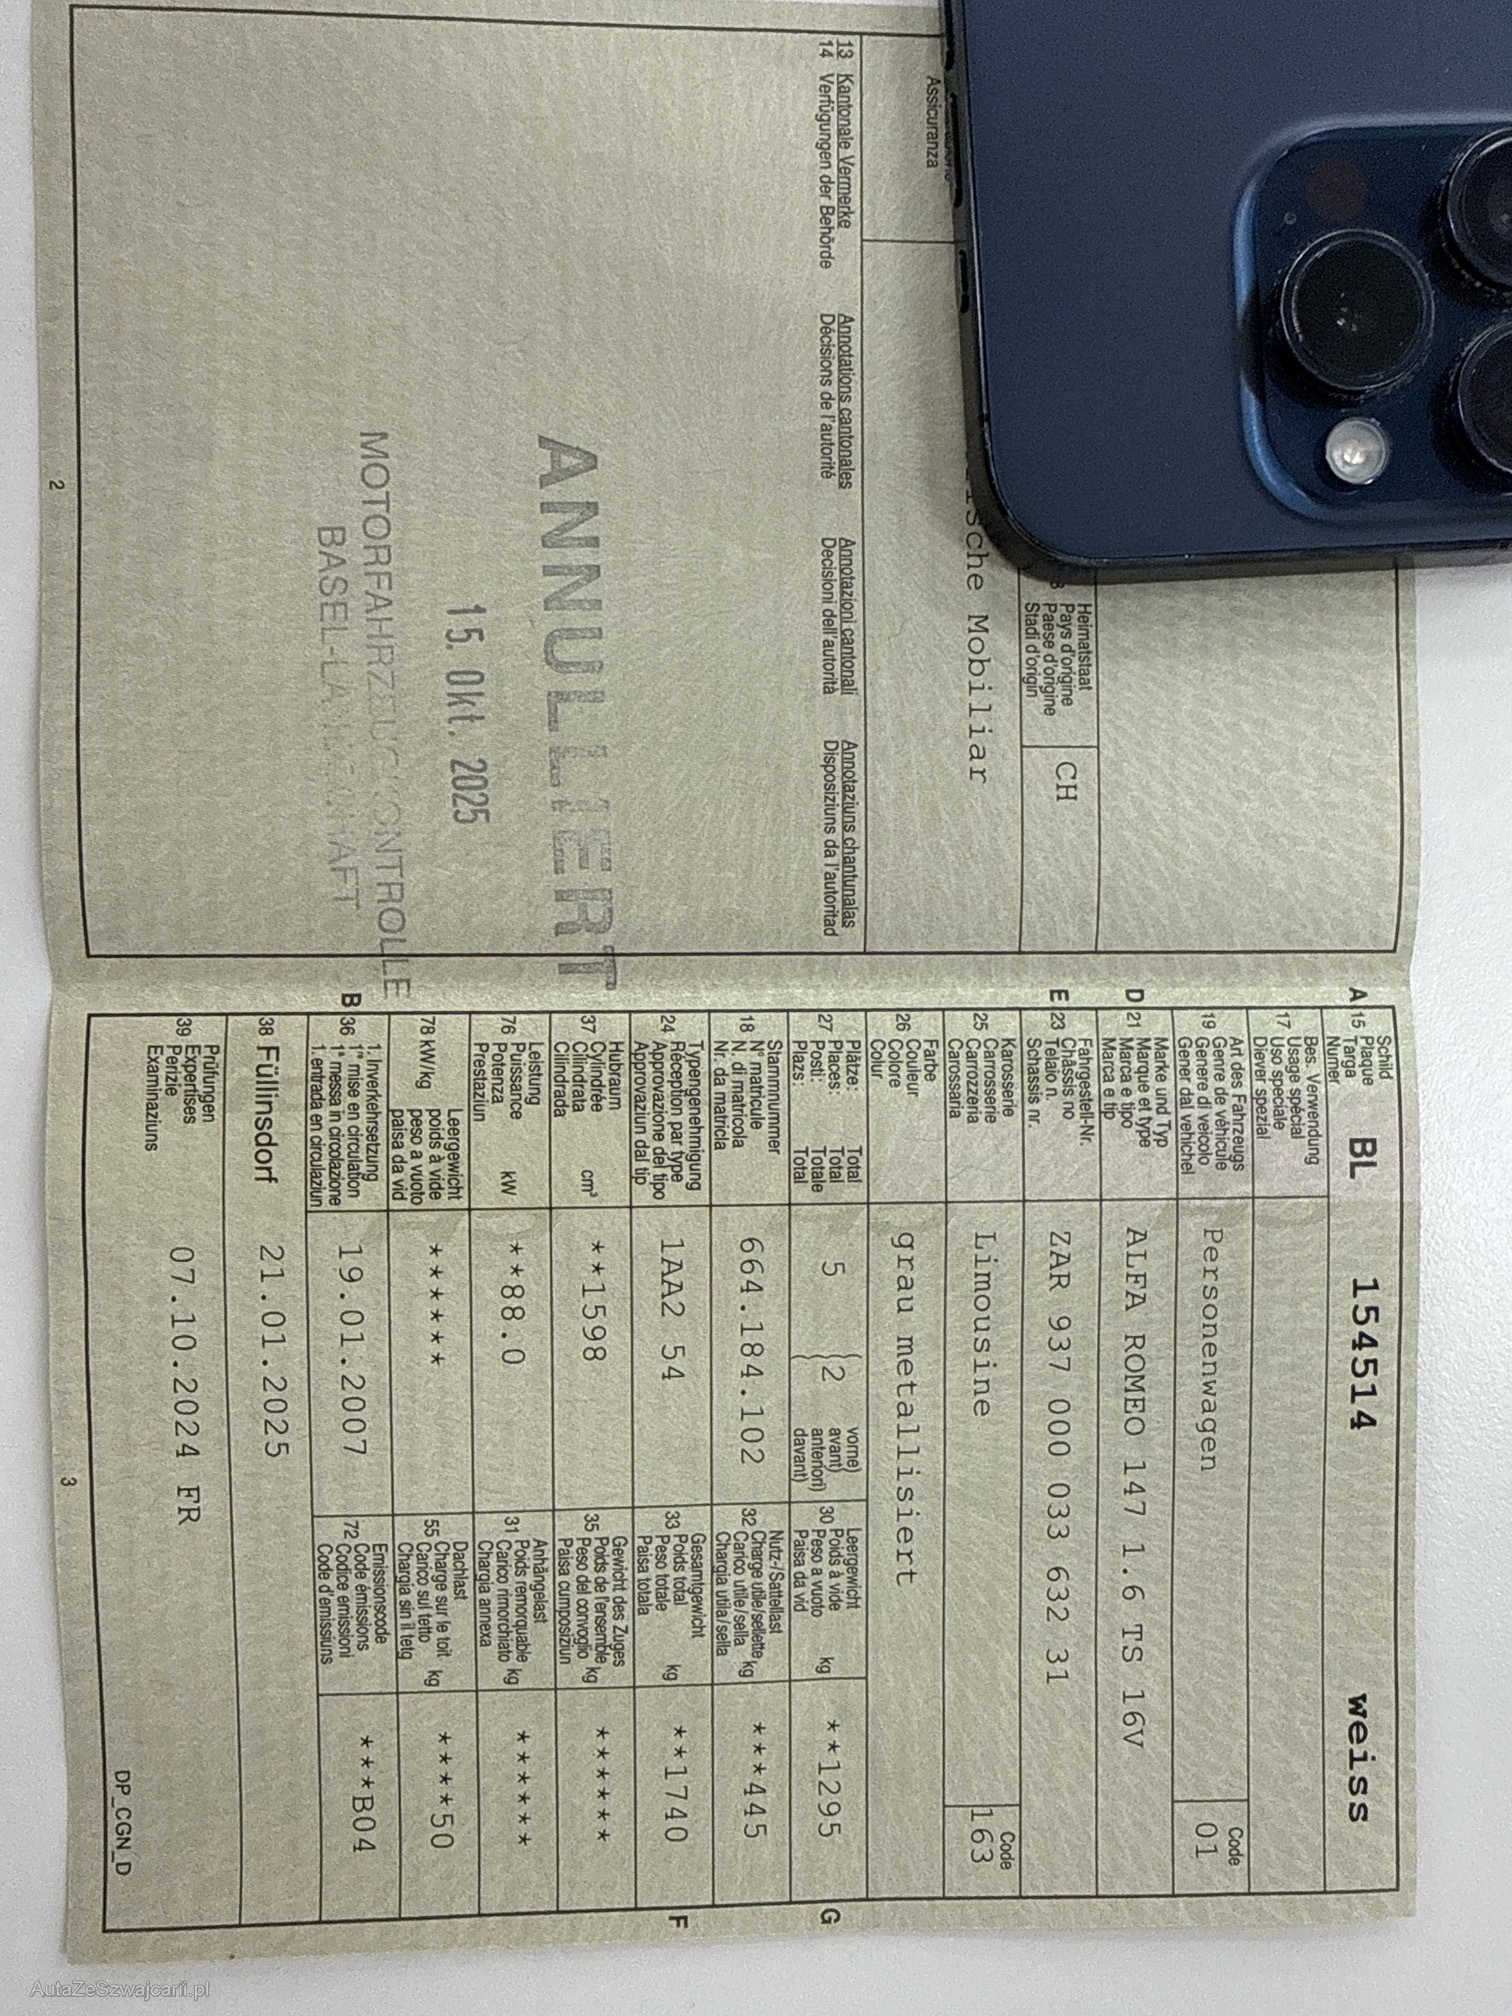 Heimatstaat
Pays d'origine
Paese d'origine
Stadi d'origin
CH
Assicuranza
ische Mobiliar
13 Kantonale Vermerke Annotations cantonales Annotazioni cantonali Annotaziuns chantunalas
14 Verfügungen der Behörde Décisions de l'autorité Decisioni dell'autorità Disposiziuns da l'autoritad
ANNULLIERT
15. Okt. 2025
MOTORFAHRZEUGKONTROLLE
BASEL-LANDSCHAFT
2
A 15 Schild
Plaque
Targa
Numer
BL 154514 weiss
17 Bes. Verwendung
Usage spécial
Uso speciale
Diever spezial
19 Art des Fahrzeugs
Genre de véhicule
Genere di veicolo
Gener dal vehichel
Personenwagen
Code
01
D 21 Marke und Typ
Marque et type
Marca e tipo
Marca e tip
ALFA ROMEO 147 1.6 TS 16V
E 23 Fahrgestell-Nr.
Châssis no
Telaio n.
Schassis nr.
ZAR 937 000 033 632 31
25 Karosserie
Carrosserie
Carrozzeria
Carossaria
Limousine
Code
163
26 Farbe
Couleur
Colore
Colur
grau metallisiert
27 Plätze: Total
Places: Total
Posti: Totale
Plazs: Total
5 (2 vorne)
avant)
anteriori)
davant)
30 Leergewicht
Poids à vide
Peso a vuoto kg
Paisa da vid
**1295
G
18 Stammnummer
N° matricule
N. di matricola
Nr. da matricla
664.184.102
32 Nutz-/Sattellast
Charge utile/sellette kg
Carico utile/sella
Chargia utila/sella
***445
24 Typengenehmigung
Réception par type
Approvazione del tipo
Approvaziun dal tip
1AA2 54
33 Gesamtgewicht
Poids total
Peso totale kg
Paisa totala
**1740
F
37 Hubraum
Cylindrée
Cilindrata cm³
Cilindrada
**1598
35 Gewicht des Zuges
Poids de l'ensemble kg
Peso del convoglio
Paisa cumposiziun
******
76 Leistung
Puissance
Potenza kW
Prestaziun
**88.0
31 Anhängelast
Poids remorquable kg
Carico rimorchiato
Chargia annexa
******
78 kW/kg Leergewicht
poids à vide
peso a vuoto
paisa da vid
******
55 Dachlast
Charge sur le toit
Carico sul tetto kg
Chargia sin il tetg
****50
B 36 1. Inverkehrsetzung
1re mise en circulation
1a messa in circolazione
1. entrada en circulaziun
19.01.2007
72 Emissionscode
Code émissions
Codice emissioni
Code d'emissiuns
***B04
38 Füllinsdorf 21.01.2025
39 Prüfungen
Expertises
Perizie
Examinaziuns
07.10.2024 FR
DP_CGN_D
3
AutaZeSzwajcarii.pl